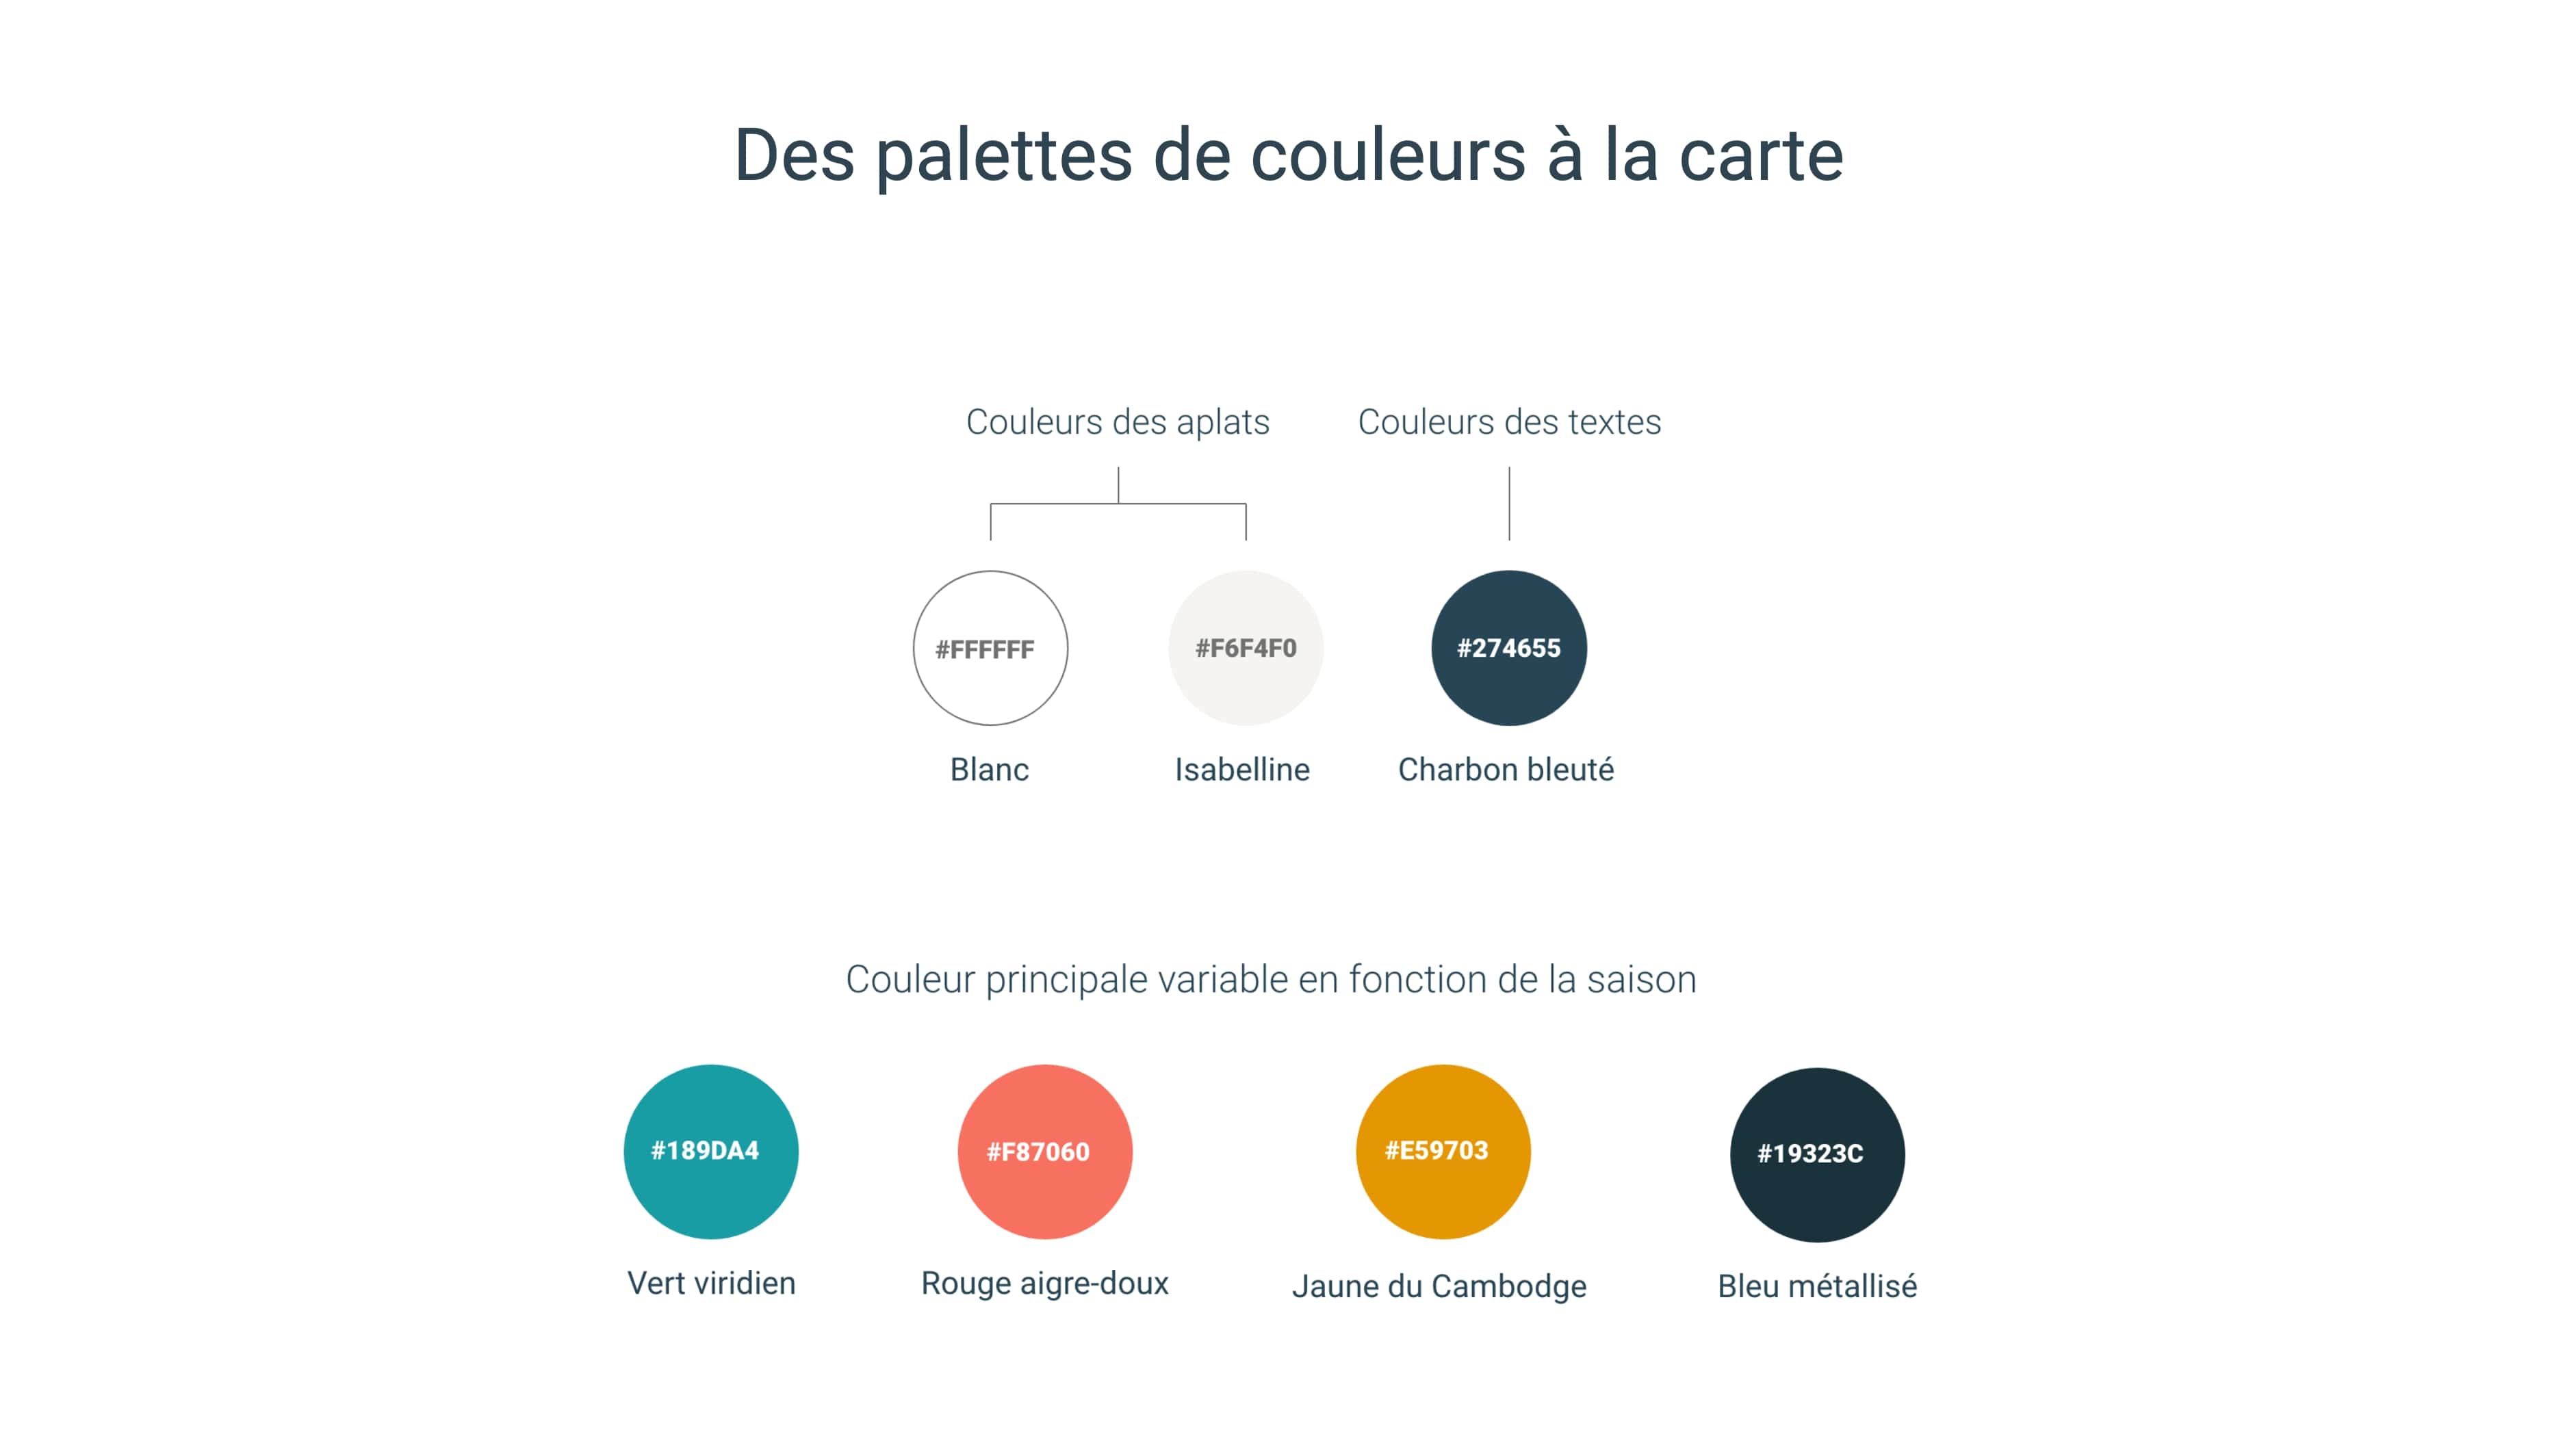 Des palettes de couleurs à la carte
Couleurs des aplats
Couleurs des textes
#FFFFFF
#F6F4F0
#274655
Blanc
Isabelline
Charbon bleuté
Couleur principale variable en fonction de la saison
#189DA4
#F87060
#E59703
#19323C
Vert viridien
Rouge aigre-doux
Jaune du Cambodge
Bleu métallisé